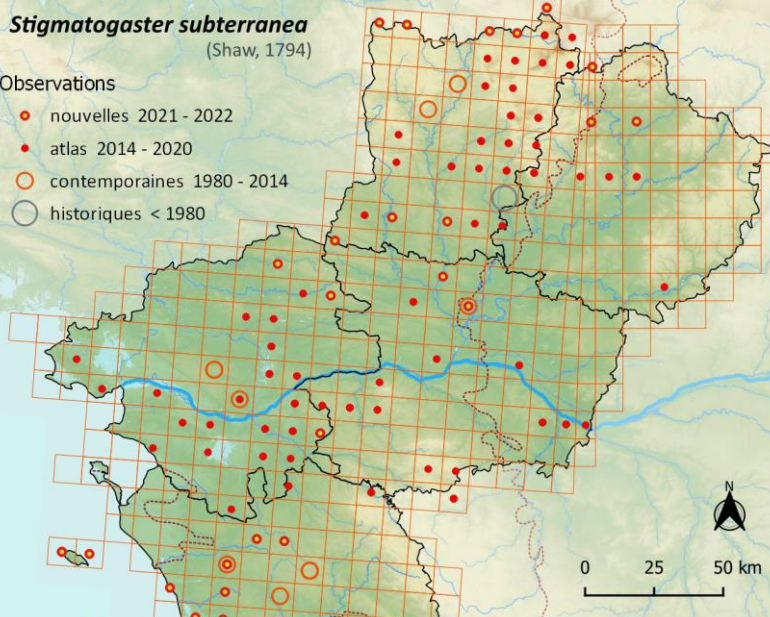 Stigmatogaster subterranea
(Shaw, 1794)
Observations
nouvelles 2021 - 2022
atlas 2014 - 2020
contemporaines 1980 - 2014
historiques < 1980
N
0 25 50 km